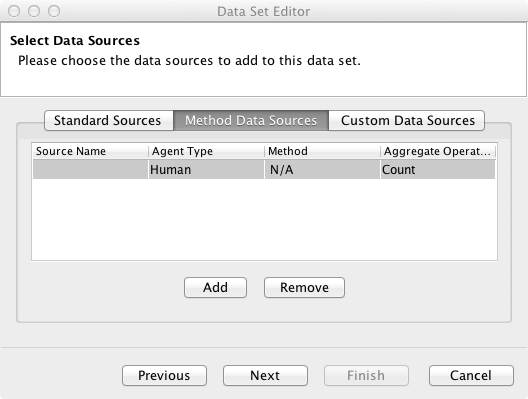 Data Set Editor
Select Data Sources
Please choose the data sources to add to this data set.
Standard Sources Method Data Sources Custom Data Sources
Source Name Agent Type Method Aggregate Operat...
Human N/A Count
Add Remove
Previous Next Finish Cancel